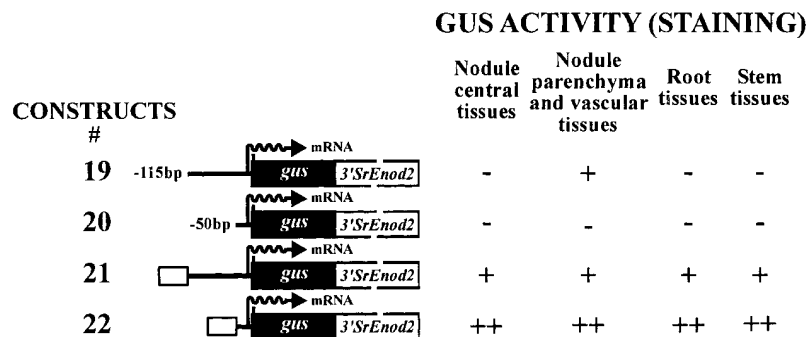 GUS ACTIVITY (STAINING)
Nodule central tissues
Nodule parenchyma and vascular tissues
Root tissues
Stem tissues
CONSTRUCTS
#
mRNA
19 -115bp gus 3'SrEnod2 - + - -
mRNA
20 -50bp gus 3'SrEnod2 - - - -
mRNA
21 gus 3'SrEnod2 + + + +
mRNA
22 gus 3'SrEnod2 ++ ++ ++ ++